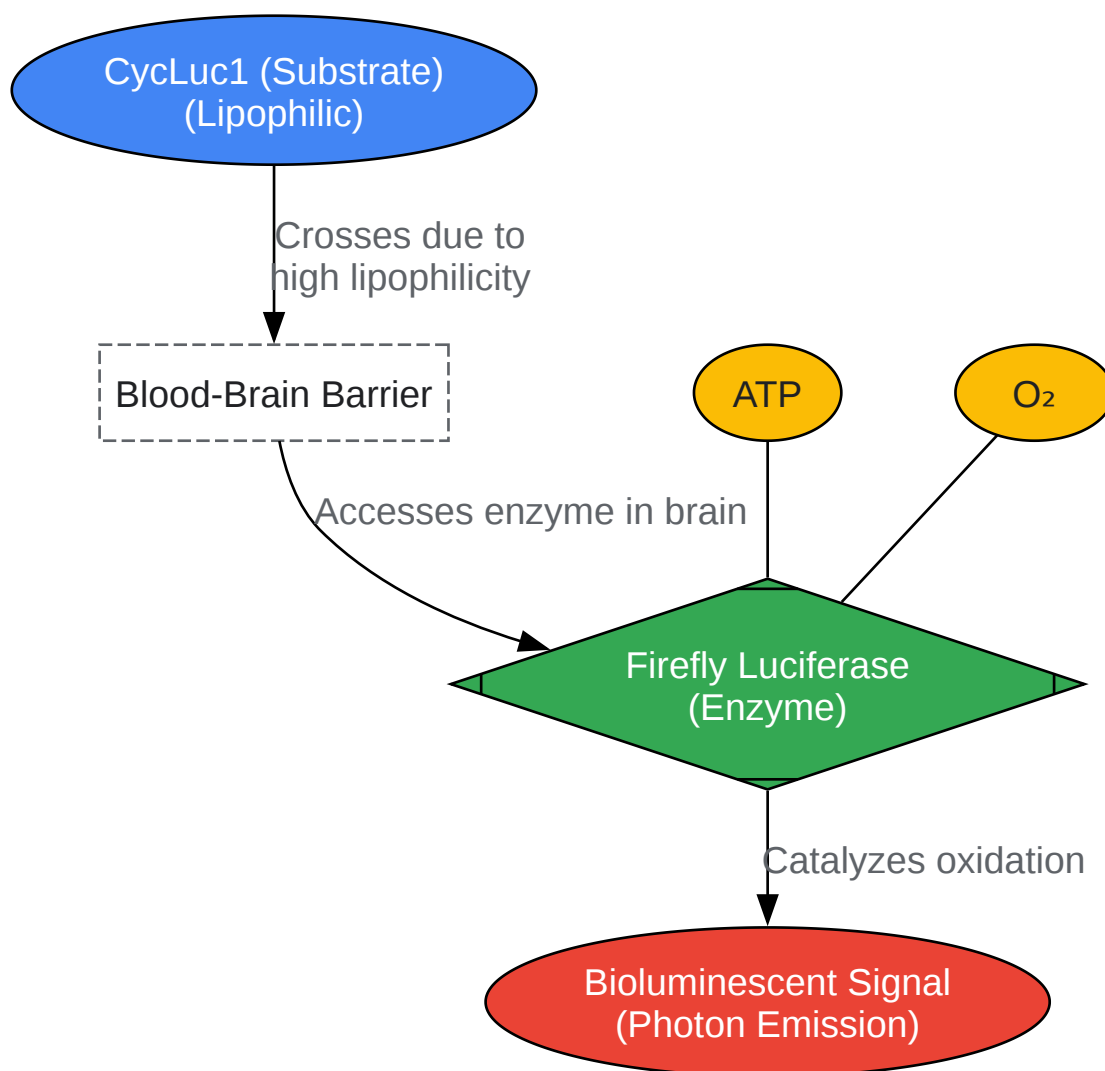 CycLuc1 (Substrate)
(Lipophilic)
Crosses due to
high lipophilicity
Blood-Brain Barrier
ATP
O₂
Accesses enzyme in brain
Firefly Luciferase
(Enzyme)
Catalyzes oxidation
Bioluminescent Signal
(Photon Emission)